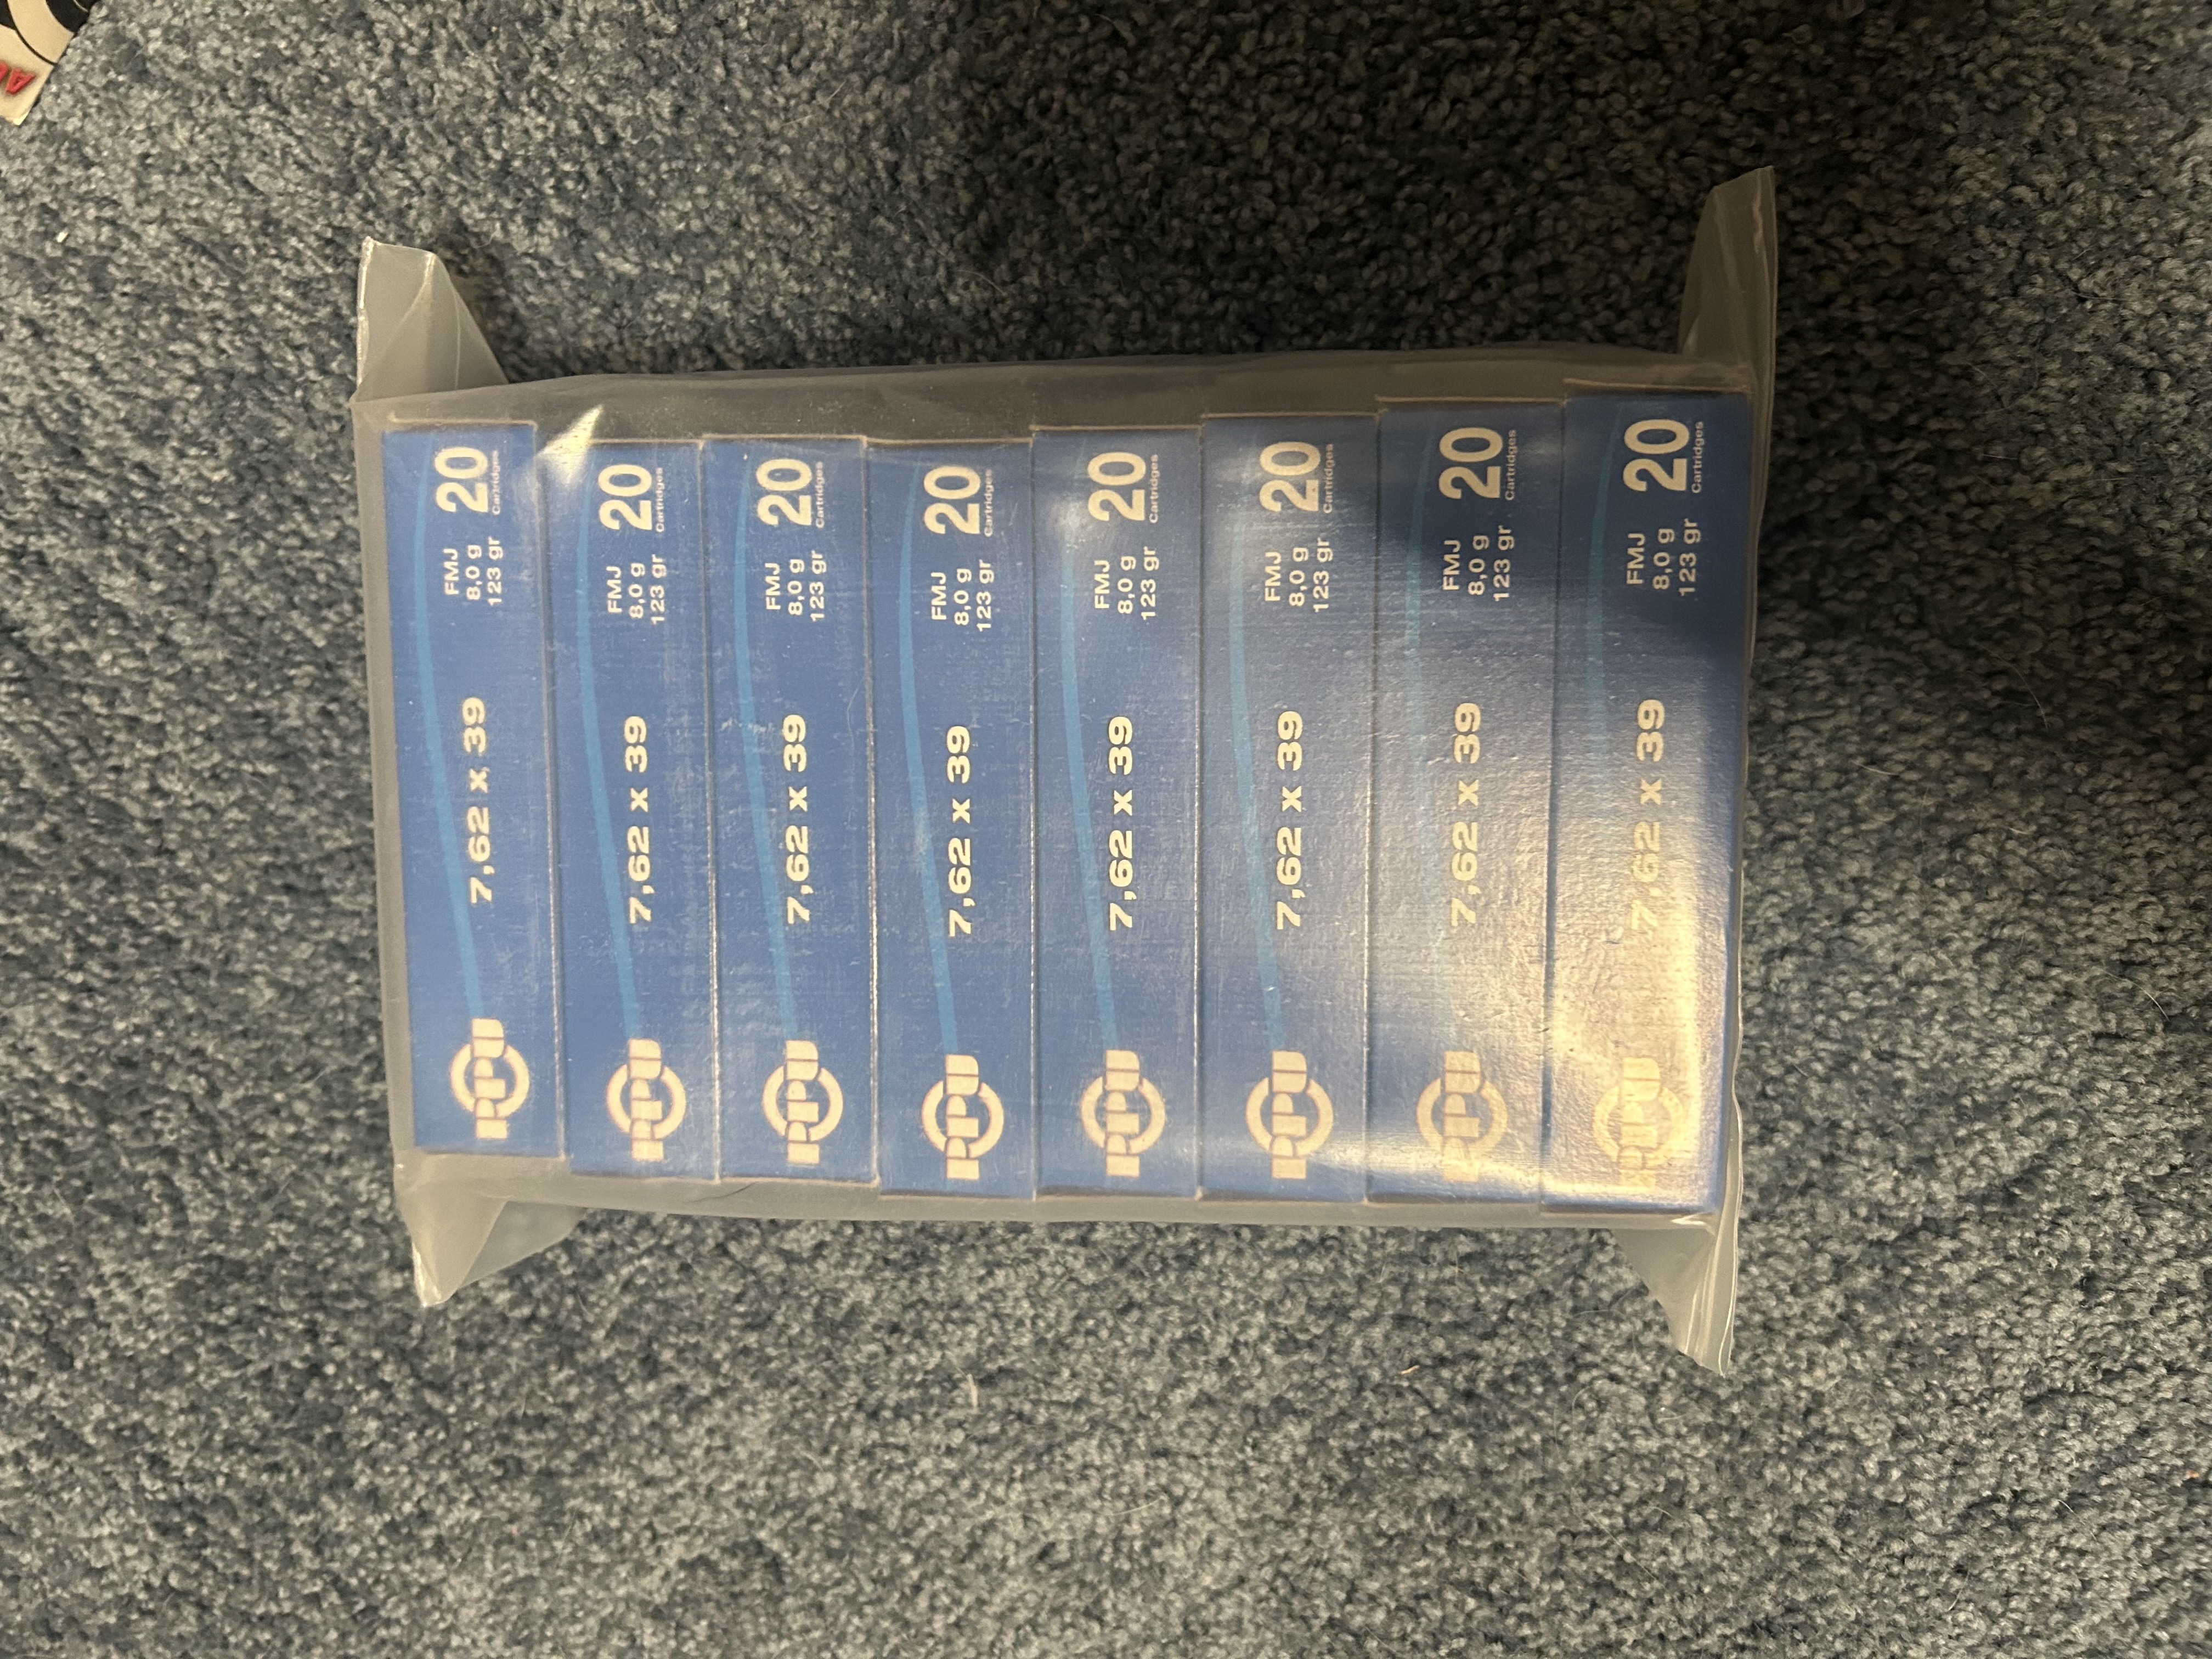 PPU
7,62 x 39
FMJ
8,0 g
123 gr
20
Cartridges
PPU
7,62 x 39
FMJ
8,0 g
123 gr
20
Cartridges
PPU
7,62 x 39
FMJ
8,0 g
123 gr
20
Cartridges
PPU
7,62 x 39
FMJ
8,0 g
123 gr
20
Cartridges
PPU
7,62 x 39
FMJ
8,0 g
123 gr
20
Cartridges
PPU
7,62 x 39
FMJ
8,0 g
123 gr
20
Cartridges
PPU
7,62 x 39
FMJ
8,0 g
123 gr
20
Cartridges
PPU
7,62 x 39
FMJ
8,0 g
123 gr
20
Cartridges